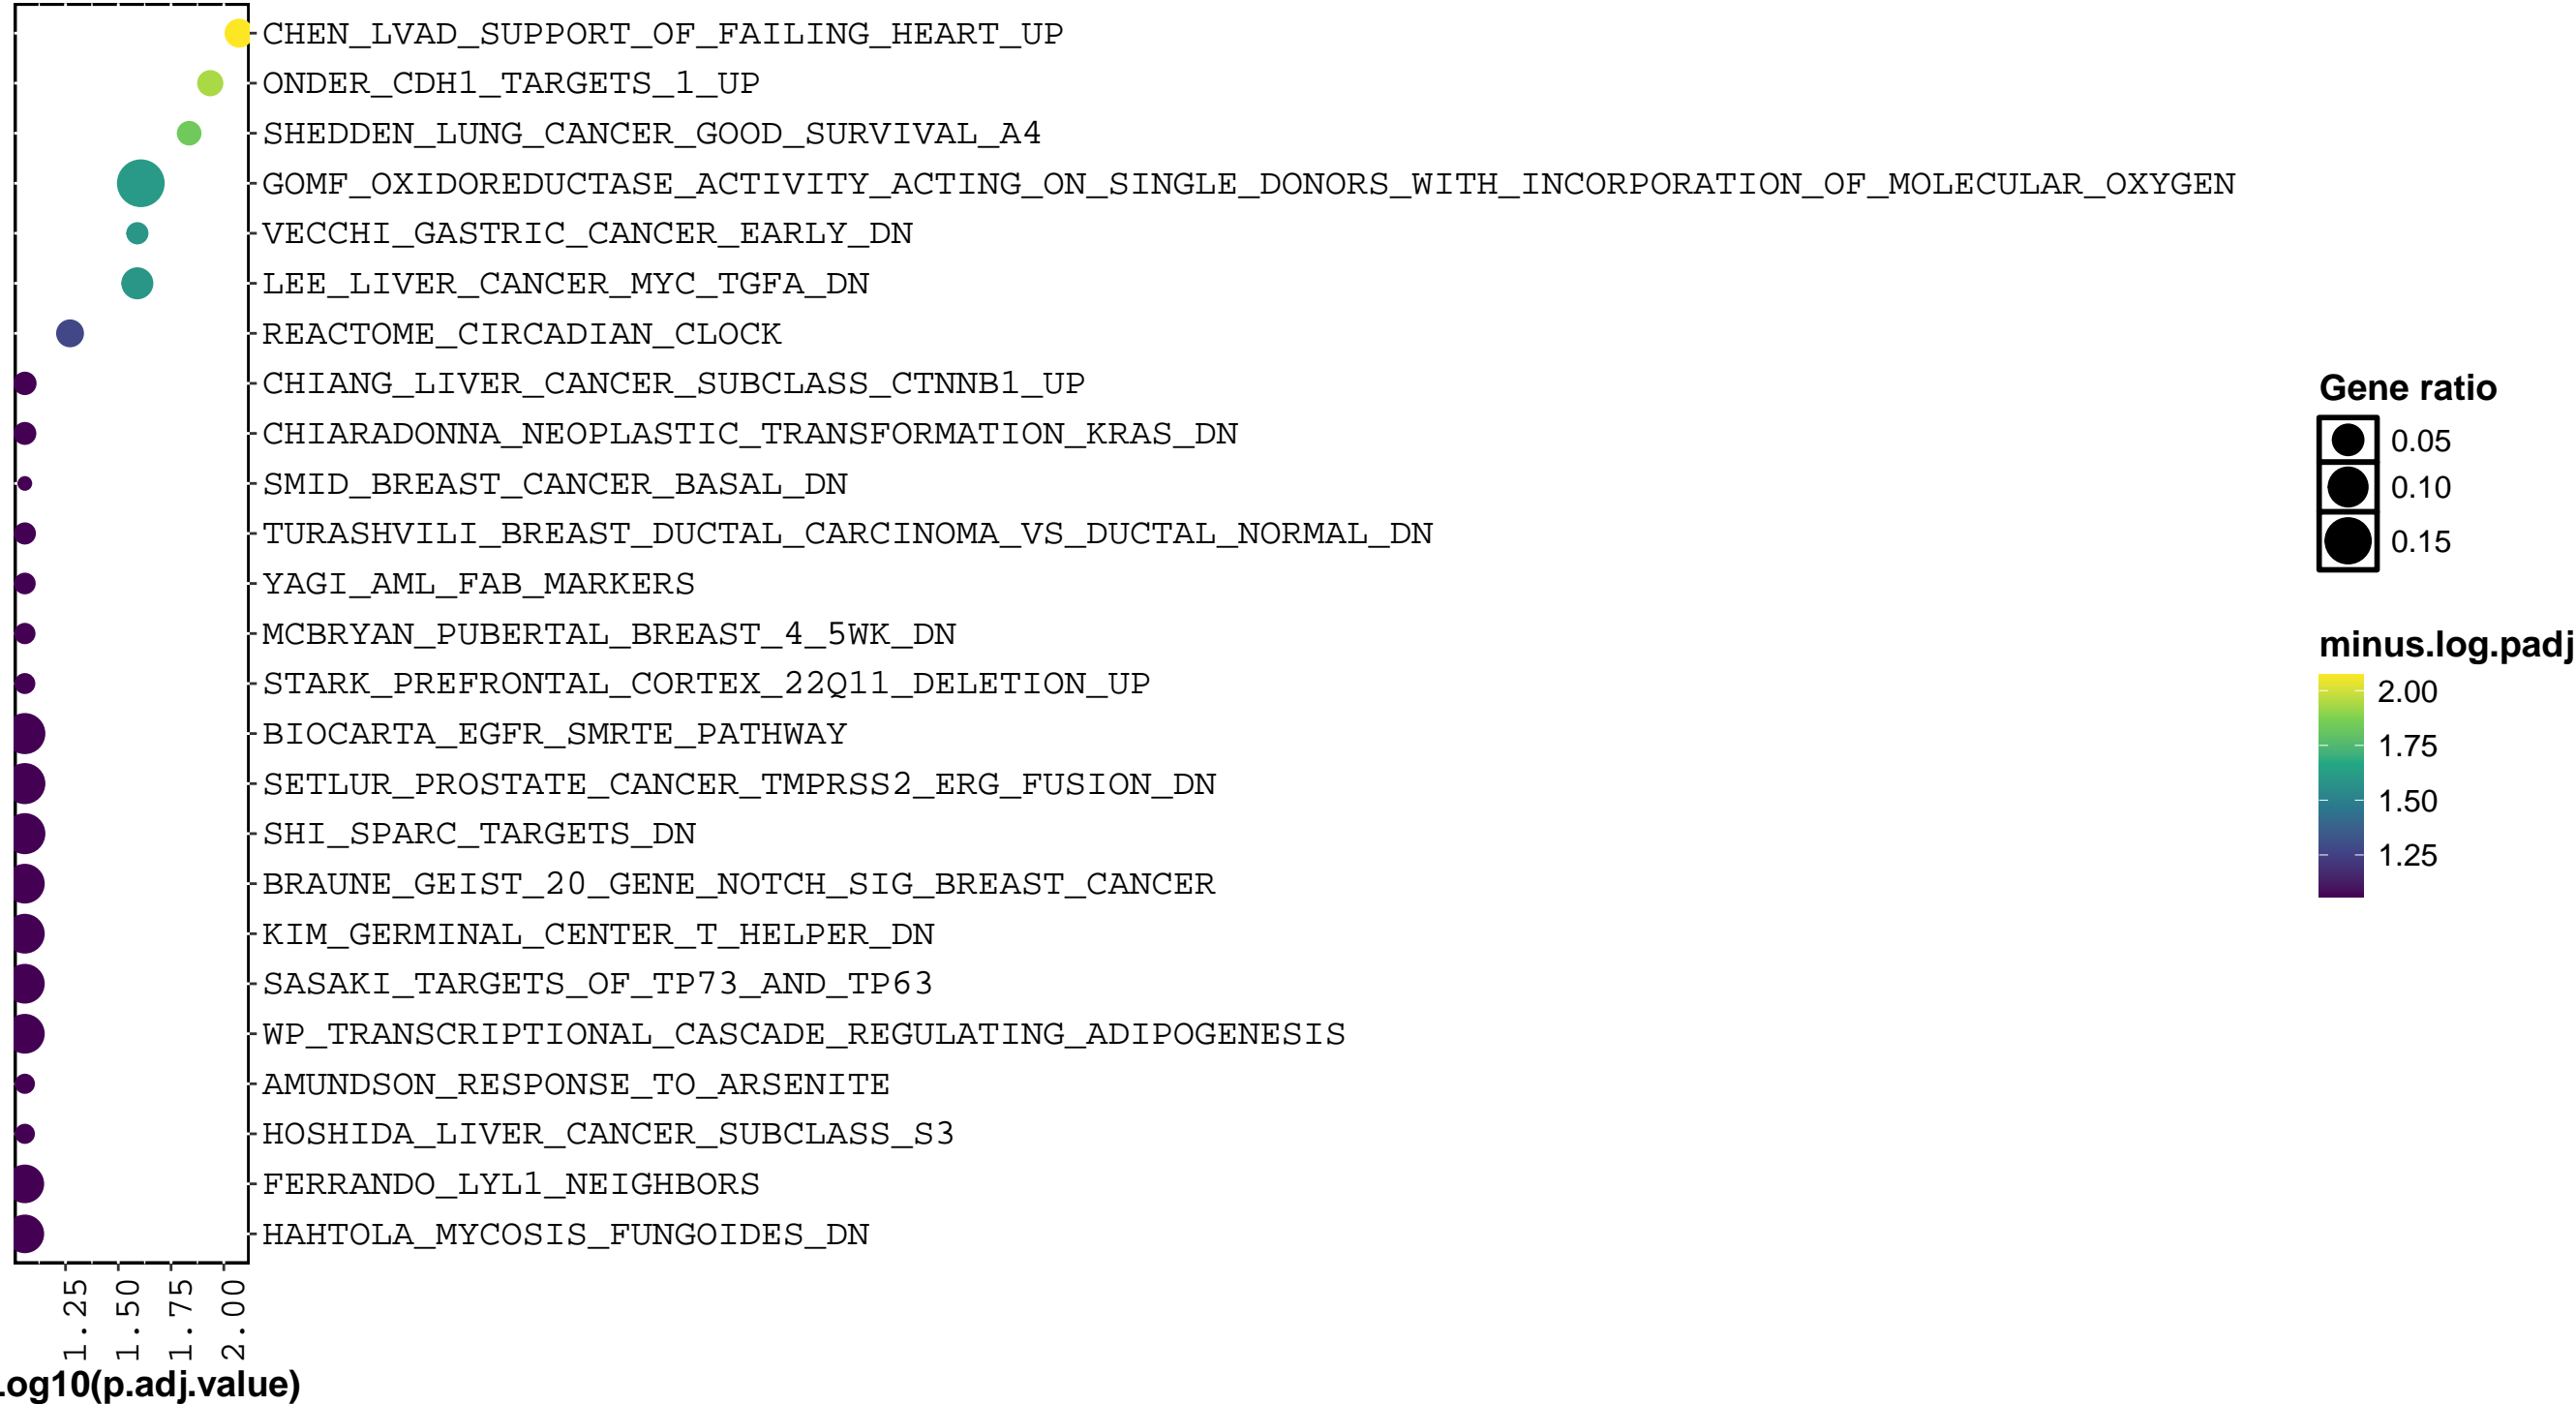 CHEN_LVAD_SUPPORT_OF_FAILING_HEART_UP
ONDER_CDH1_TARGETS_1_UP
SHEDDEN_LUNG_CANCER_GOOD_SURVIVAL_A4
GOMF_OXIDOREDUCTASE_ACTIVITY_ACTING_ON_SINGLE_DONORS_WITH_INCORPORATION_OF_MOLECULAR_OXYGEN
VECCHI_GASTRIC_CANCER_EARLY_DN
LEE_LIVER_CANCER_MYC_TGFA_DN
REACTOME_CIRCADIAN_CLOCK
CHIANG_LIVER_CANCER_SUBCLASS_CTNNB1_UP
CHIARADONNA_NEOPLASTIC_TRANSFORMATION_KRAS_DN
SMID_BREAST_CANCER_BASAL_DN
TURASHVILI_BREAST_DUCTAL_CARCINOMA_VS_DUCTAL_NORMAL_DN
YAGI_AML_FAB_MARKERS
MCBRYAN_PUBERTAL_BREAST_4_5WK_DN
STARK_PREFRONTAL_CORTEX_22Q11_DELETION_UP
BIOCARTA_EGFR_SMRTE_PATHWAY
SETLUR_PROSTATE_CANCER_TMPRSS2_ERG_FUSION_DN
SHI_SPARC_TARGETS_DN
BRAUNE_GEIST_20_GENE_NOTCH_SIG_BREAST_CANCER
KIM_GERMINAL_CENTER_T_HELPER_DN
SASAKI_TARGETS_OF_TP73_AND_TP63
WP_TRANSCRIPTIONAL_CASCADE_REGULATING_ADIPOGENESIS
AMUNDSON_RESPONSE_TO_ARSENITE
HOSHIDA_LIVER_CANCER_SUBCLASS_S3
FERRANDO_LYL1_NEIGHBORS
HAHTOLA_MYCOSIS_FUNGOIDES_DN
1.25
1.50
1.75
2.00
.og10(p.adj.value)
Gene ratio
0.05
0.10
0.15
minus.log.padj
2.00
1.75
1.50
1.25